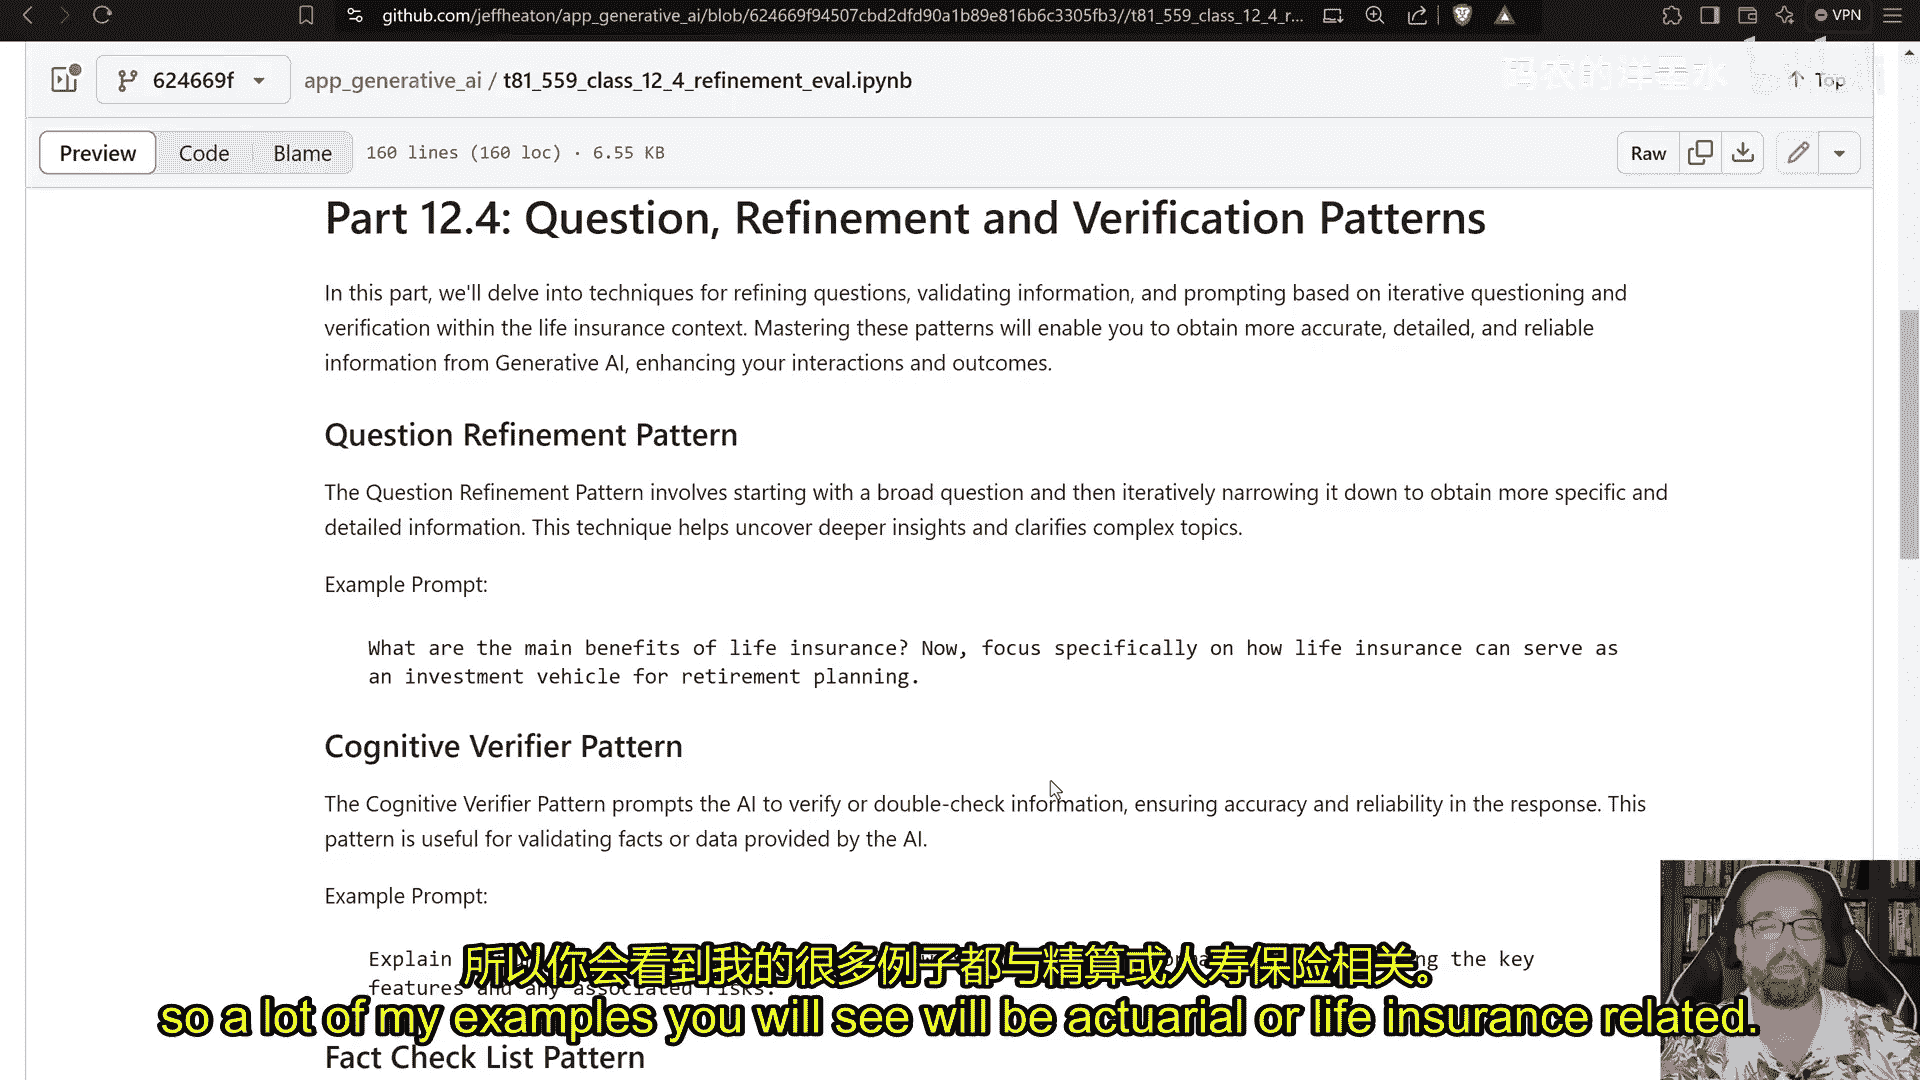 github.com/jeffheaton/app_generative_ai/blob/624669f94507cbd2dfd90a1b89e816b6c3305fb3//t81_559_class_12_4_r...
VPN
624669f
app_generative_ai / t81_559_class_12_4_refinement_eval.ipynb
码农的洋墨水
Top
Preview
Code
Blame
160 lines (160 loc) · 6.55 KB
Raw
Part 12.4: Question, Refinement and Verification Patterns
In this part, we'll delve into techniques for refining questions, validating information, and prompting based on iterative questioning and
verification within the life insurance context. Mastering these patterns will enable you to obtain more accurate, detailed, and reliable
information from Generative AI, enhancing your interactions and outcomes.
Question Refinement Pattern
The Question Refinement Pattern involves starting with a broad question and then iteratively narrowing it down to obtain more specific and
detailed information. This technique helps uncover deeper insights and clarifies complex topics.
Example Prompt:
What are the main benefits of life insurance? Now, focus specifically on how life insurance can serve as
an investment vehicle for retirement planning.
Cognitive Verifier Pattern
The Cognitive Verifier Pattern prompts the AI to verify or double-check information, ensuring accuracy and reliability in the response. This
pattern is useful for validating facts or data provided by the AI.
Example Prompt:
Explain the key
features and any associated risks.
所以你会看到我的很多例子都与精算或人寿保险相关。
so a lot of my examples you will see will be actuarial or life insurance related.
Fact Check List Pattern